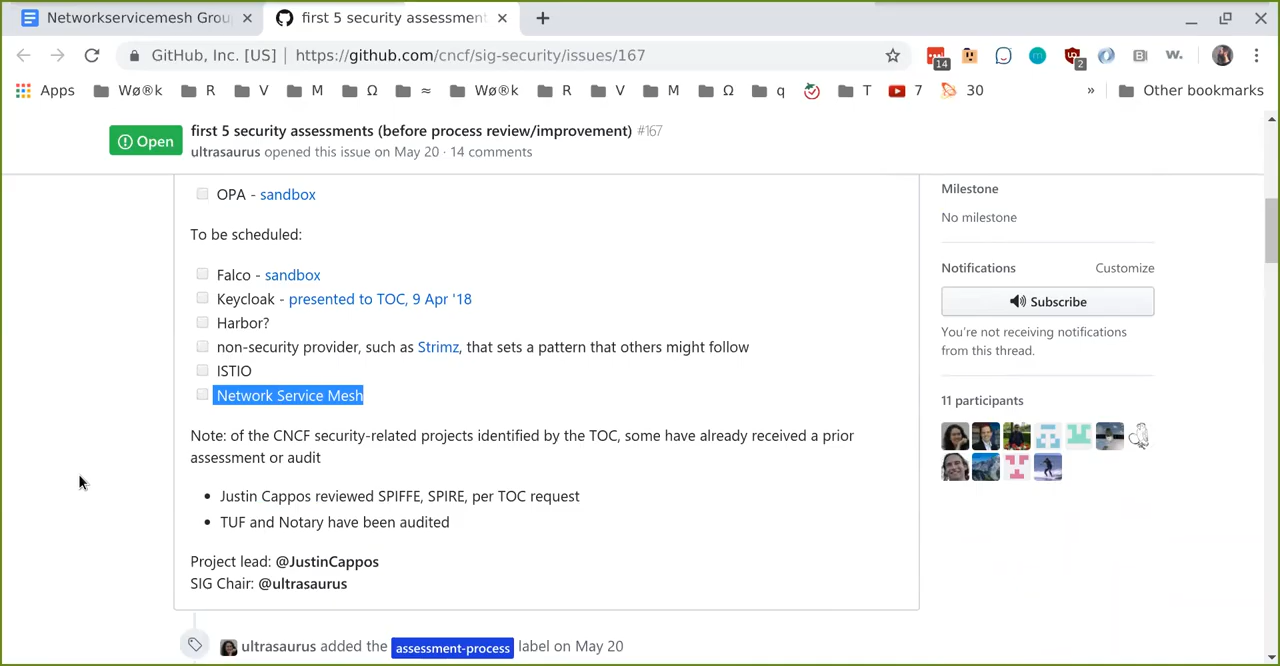 Networkservicemesh Grou
first 5 security assessment
GitHub, Inc. [US] | https://github.com/cncf/sig-security/issues/167
14
2
W.
Apps
Wø®k
R
V
M
Ω
≈
Wø®k
R
V
M
Ω
q
T
7
30
»
Other bookmarks
Open
first 5 security assessments (before process review/improvement) #167
ultrasaurus opened this issue on May 20 · 14 comments
OPA - sandbox
To be scheduled:
Falco - sandbox
Keycloak - presented to TOC, 9 Apr '18
Harbor?
non-security provider, such as Strimz, that sets a pattern that others might follow
ISTIO
Network Service Mesh
Note: of the CNCF security-related projects identified by the TOC, some have already received a prior
assessment or audit
• Justin Cappos reviewed SPIFFE, SPIRE, per TOC request
• TUF and Notary have been audited
Project lead: @JustinCappos
SIG Chair: @ultrasaurus
ultrasaurus added the assessment-process label on May 20
Milestone
No milestone
Notifications
Customize
Subscribe
You're not receiving notifications
from this thread.
11 participants